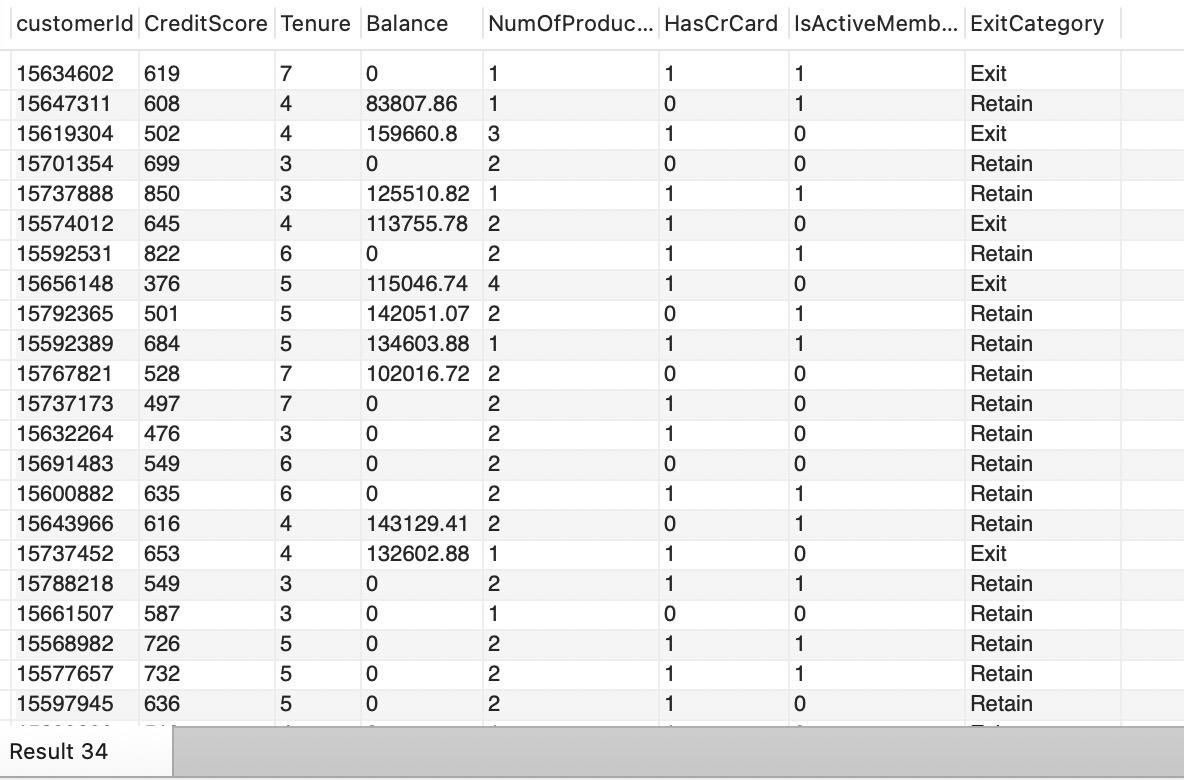 customerId CreditScore Tenure Balance NumOfProduc... HasCrCard IsActiveMemb... ExitCategory
15634602 619 7 0 1 1 1 Exit
15647311 608 4 83807.86 1 0 1 Retain
15619304 502 4 159660.8 3 1 0 Exit
15701354 699 3 0 2 0 0 Retain
15737888 850 3 125510.82 1 1 1 Retain
15574012 645 4 113755.78 2 1 0 Exit
15592531 822 6 0 2 1 1 Retain
15656148 376 5 115046.74 4 1 0 Exit
15792365 501 5 142051.07 2 0 1 Retain
15592389 684 5 134603.88 1 1 1 Retain
15767821 528 7 102016.72 2 0 0 Retain
15737173 497 7 0 2 1 0 Retain
15632264 476 3 0 2 1 0 Retain
15691483 549 6 0 2 0 0 Retain
15600882 635 6 0 2 1 1 Retain
15643966 616 4 143129.41 2 0 1 Retain
15737452 653 4 132602.88 1 1 0 Exit
15788218 549 3 0 2 1 1 Retain
15661507 587 3 0 1 0 0 Retain
15568982 726 5 0 2 1 1 Retain
15577657 732 5 0 2 1 1 Retain
15597945 636 5 0 2 1 0 Retain
Result 34